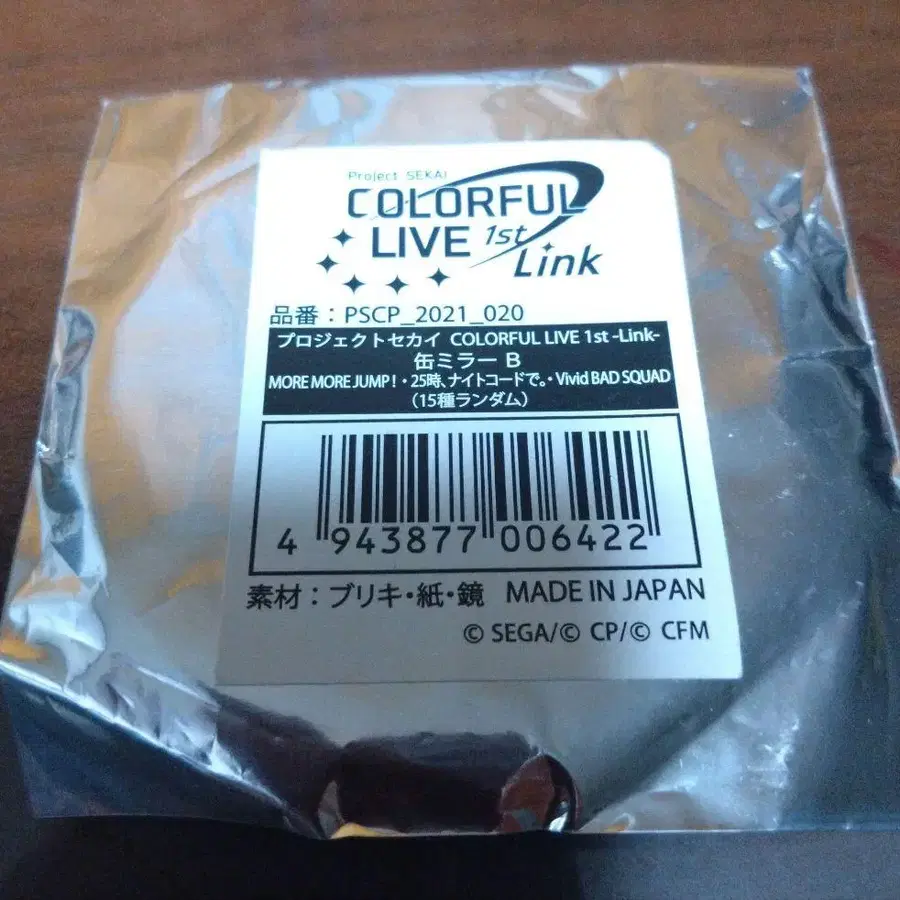 Project SEKAI
COLORFUL
LIVE 1st
Link
品番：PSCP_2021_020
プロジェクトセカイ COLORFUL LIVE 1st -Link-
缶ミラー B
MORE MORE JUMP！・25時、ナイトコードで。・Vivid BAD SQUAD
（15種ランダム）
4 943877 006422
素材：ブリキ・紙・鏡 MADE IN JAPAN
© SEGA/© CP/© CFM